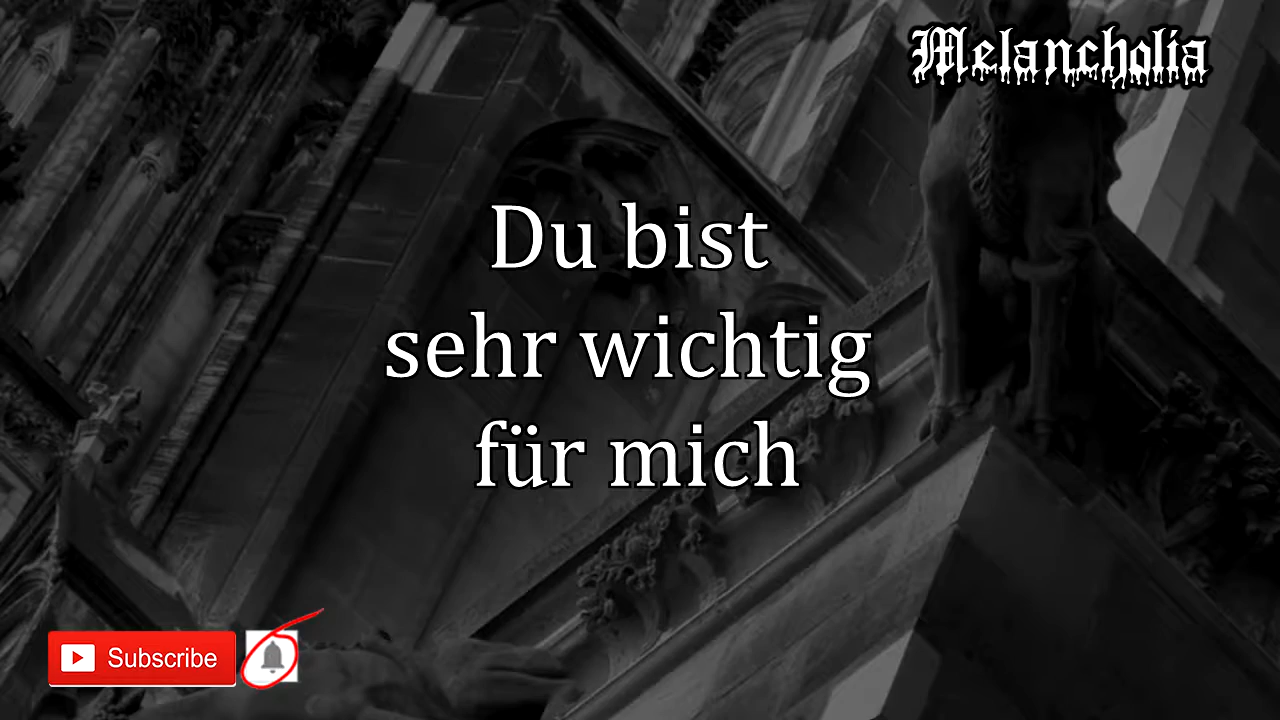 Melancholia
Du bist
sehr wichtig
für mich
Subscribe